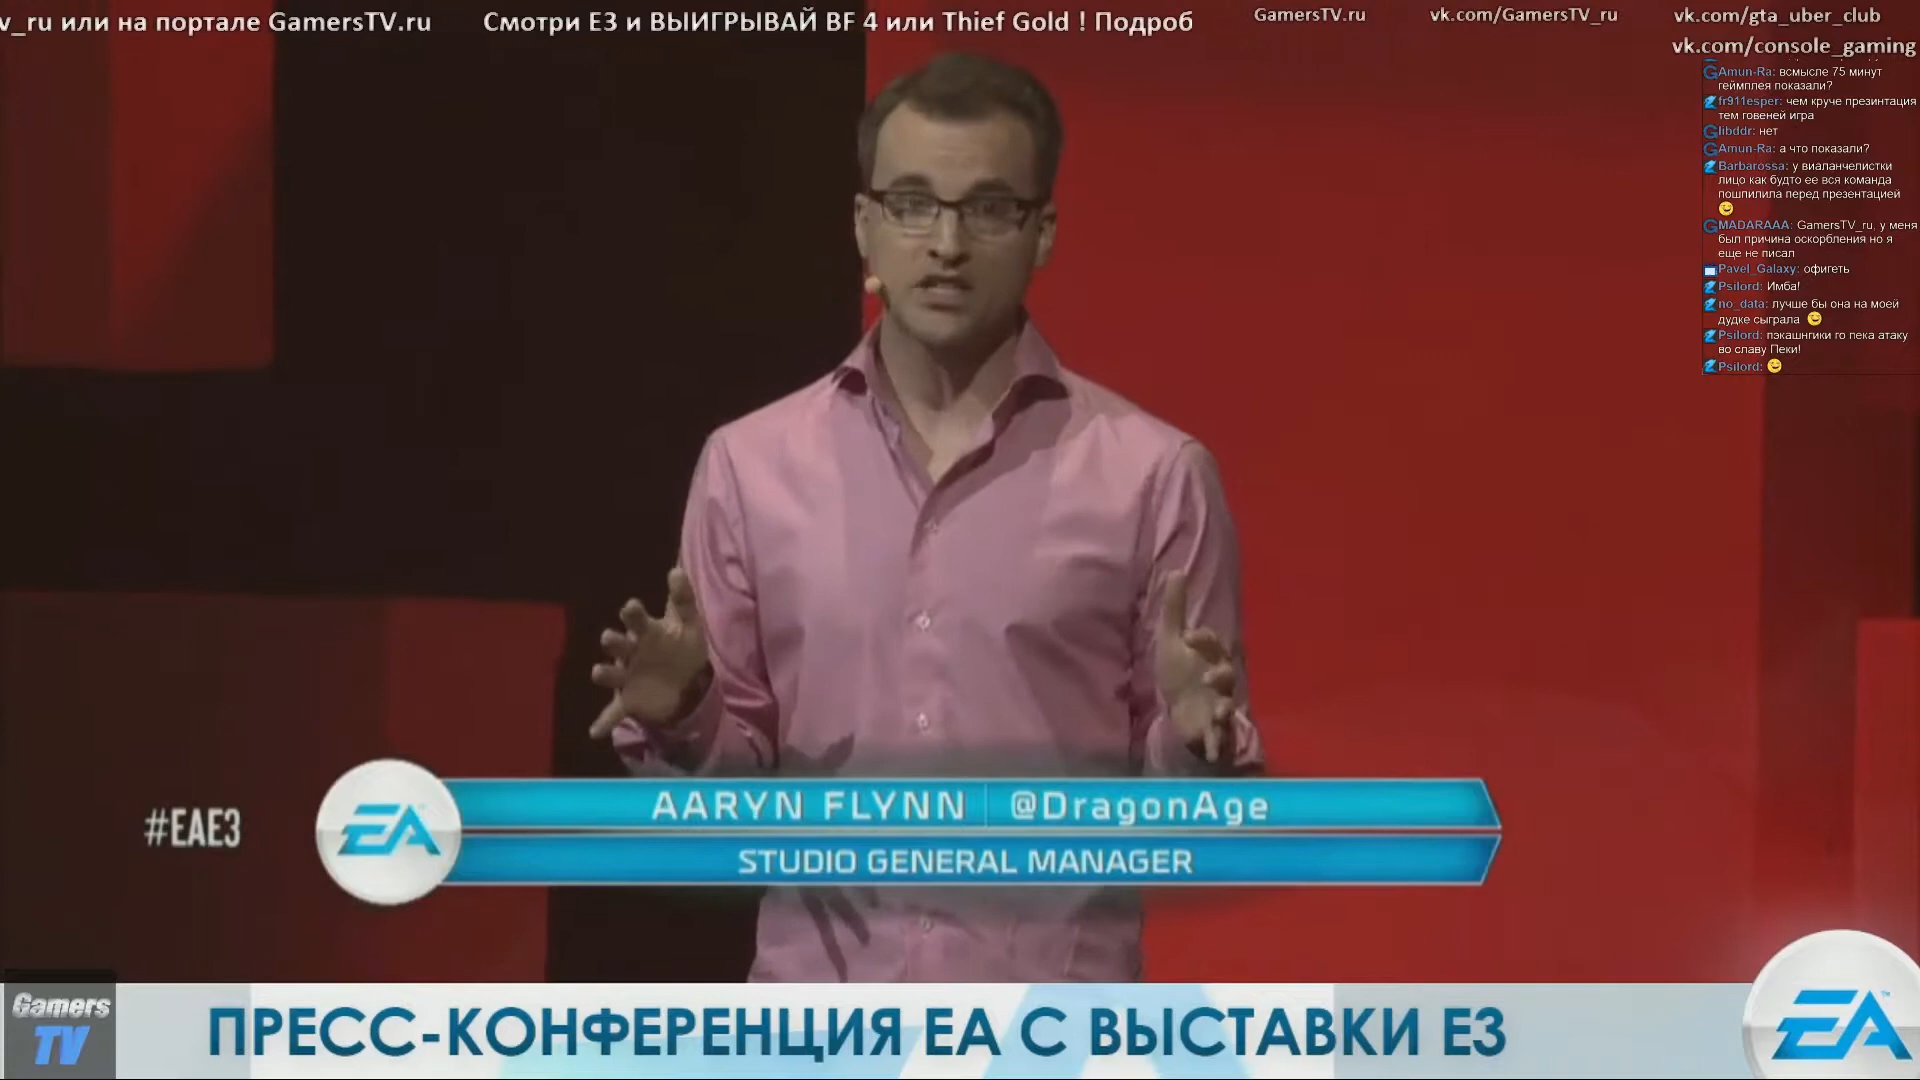 v_ru или на портале GamersTV.ru
Смотри Е3 и ВЫИГРЫВАЙ BF 4 или Thief Gold ! Подроб
GamersTV.ru
vk.com/GamersTV_ru
vk.com/gta_uber_club
vk.com/console_gaming
Amun-Ra: всмысле 75 минут
геймплея показали?
fr911esper: чем круче презинтация
тем говеней игра
libddr: нет
Amun-Ra: а что показали?
Barbarossa: у виаланчелистки
лицо как будто ее вся команда
пошпилила перед презентацией
MADARAAA: GamersTV_ru, у меня
был причина оскорбления но я
еще не писал
Pavel_Galaxy: офигеть
Psilord: Имба!
no_data: лучше бы она на моей
дудке сыграла
Psilord: пэкашнгики го пека атаку
во славу Пеки!
Psilord:
#EAE3
EA
AARYN FLYNN @DragonAge
STUDIO GENERAL MANAGER
Gamers
TV
ПРЕСС-КОНФЕРЕНЦИЯ EA С ВЫСТАВКИ E3
EA